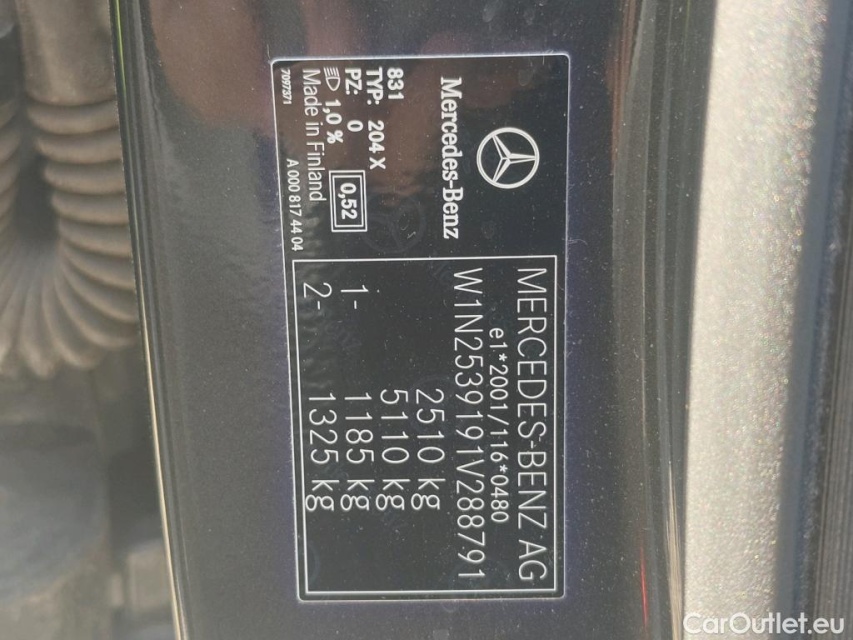 Mercedes-Benz
831
TYP: 204 X
PZ: 0
1,0 %
0,52
Made in Finland
A 000 817 44 04
7097371
MERCEDES-BENZ AG
e1*2001/116*0480
W1N2539191V288791
2510 kg
5110 kg
1- 1185 kg
2- 1325 kg
CarOutlet.eu